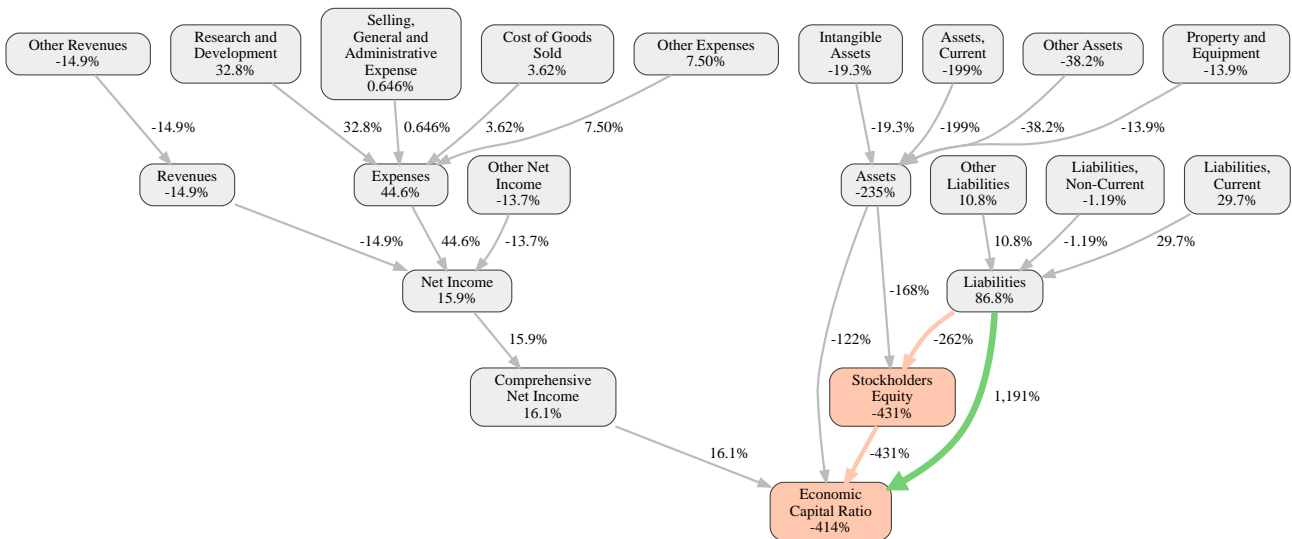 Other Revenues
-14.9%
Research and
Development
32.8%
Selling,
General and
Administrative
Expense
0.646%
Cost of Goods
Sold
3.62%
Other Expenses
7.50%
Intangible
Assets
-19.3%
Assets,
Current
-199%
Other Assets
-38.2%
Property and
Equipment
-13.9%
-14.9%
32.8%
0.646%
3.62%
7.50%
-19.3%
-199%
-38.2%
-13.9%
Revenues
-14.9%
Expenses
44.6%
Other Net
Income
-13.7%
Assets
-235%
Other
Liabilities
10.8%
Liabilities,
Non-Current
-1.19%
Liabilities,
Current
29.7%
-14.9%
44.6%
-13.7%
10.8%
-1.19%
29.7%
Net Income
15.9%
-168%
Liabilities
86.8%
15.9%
-122%
-262%
Comprehensive
Net Income
16.1%
Stockholders
Equity
-431%
1,191%
16.1%
-431%
Economic
Capital Ratio
-414%